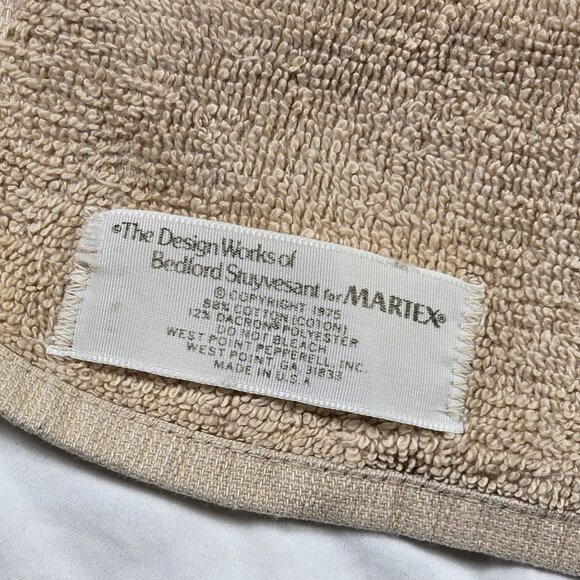 ©The Design Works of
Bedford Stuyvesant for MARTEX®
© COPYRIGHT 1975
88% COTTON (COTON)
12% DACRON® POLYESTER
DO NOT BLEACH
WEST POINT PEPPERELL, INC.
WEST POINT, GA 31833
MADE IN U.S.A